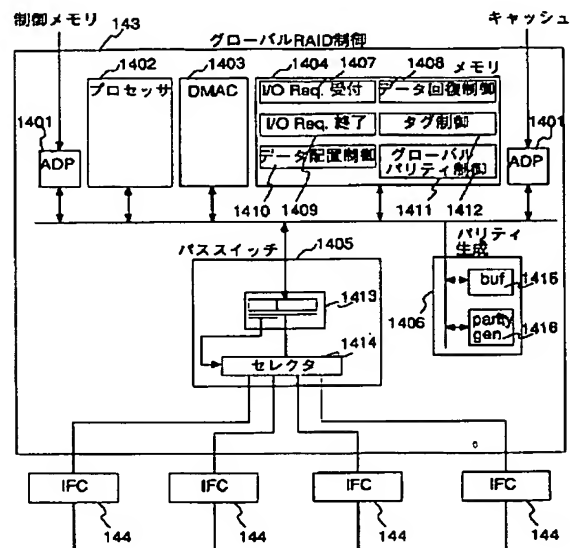 制御メモリ
キャッシュ
143
グローバルRAID制御
1402
1403
1404
1407
1408
メモリ
プロセッサ
DMAC
I/O Req. 受付
データ回復制御
1401
1401
I/O Req. 終了
タグ制御
ADP
ADP
データ配置制御
グローバル
パリティ制御
1410
1409
1411
1412
パススイッチ
1405
パリティ
生成
1413
buf
1415
1406
parity
gen.
1416
1414
セレクタ
IFC
IFC
IFC
IFC
144
144
144
144